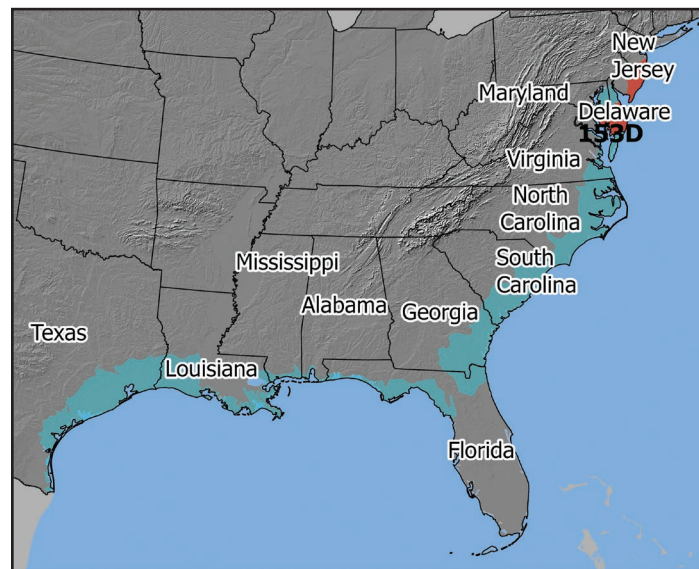 New
Jersey
Maryland
Delaware
153D
Virginia
North
Carolina
South
Carolina
Mississippi
Alabama
Georgia
Texas
Louisiana
Florida